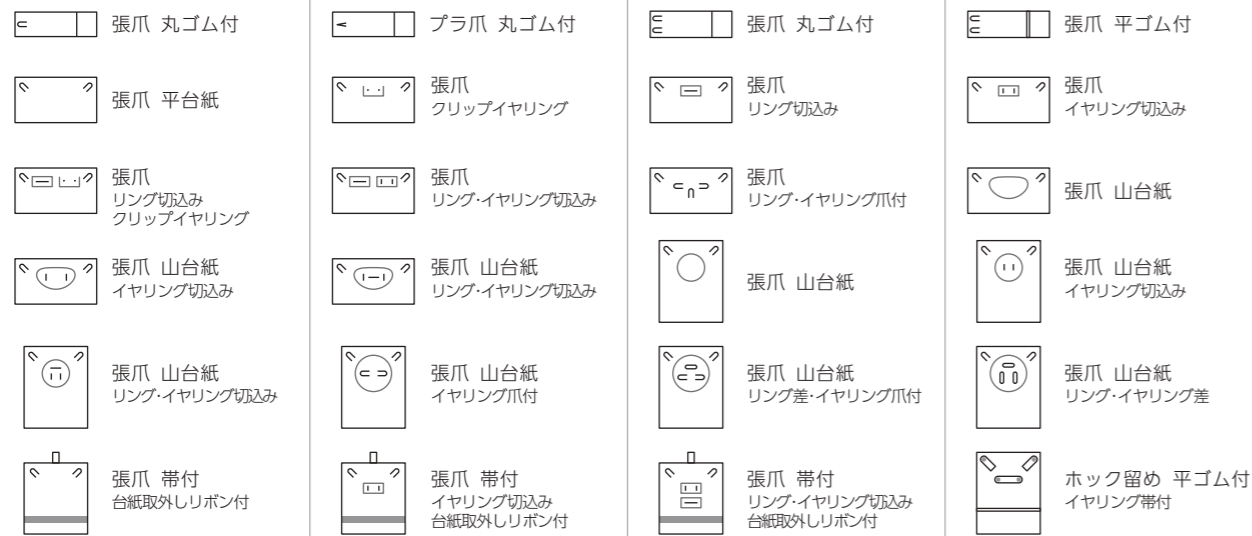 張爪 丸ゴム付
プラ爪 丸ゴム付
張爪 丸ゴム付
張爪 平ゴム付
張爪 平台紙
張爪
クリップイヤリング
張爪
リング切込み
張爪
イヤリング切込み
張爪
リング切込み
クリップイヤリング
張爪
リング・イヤリング切込み
張爪
リング・イヤリング爪付
張爪 山台紙
張爪 山台紙
イヤリング切込み
張爪 山台紙
リング・イヤリング切込み
張爪 山台紙
張爪 山台紙
イヤリング切込み
張爪 山台紙
リング・イヤリング切込み
張爪 山台紙
イヤリング爪付
張爪 山台紙
リング差・イヤリング爪付
張爪 山台紙
リング・イヤリング差
張爪 帯付
台紙取外しリボン付
張爪 帯付
イヤリング切込み
台紙取外しリボン付
張爪 帯付
リング・イヤリング切込み
台紙取外しリボン付
ホック留め 平ゴム付
イヤリング帯付